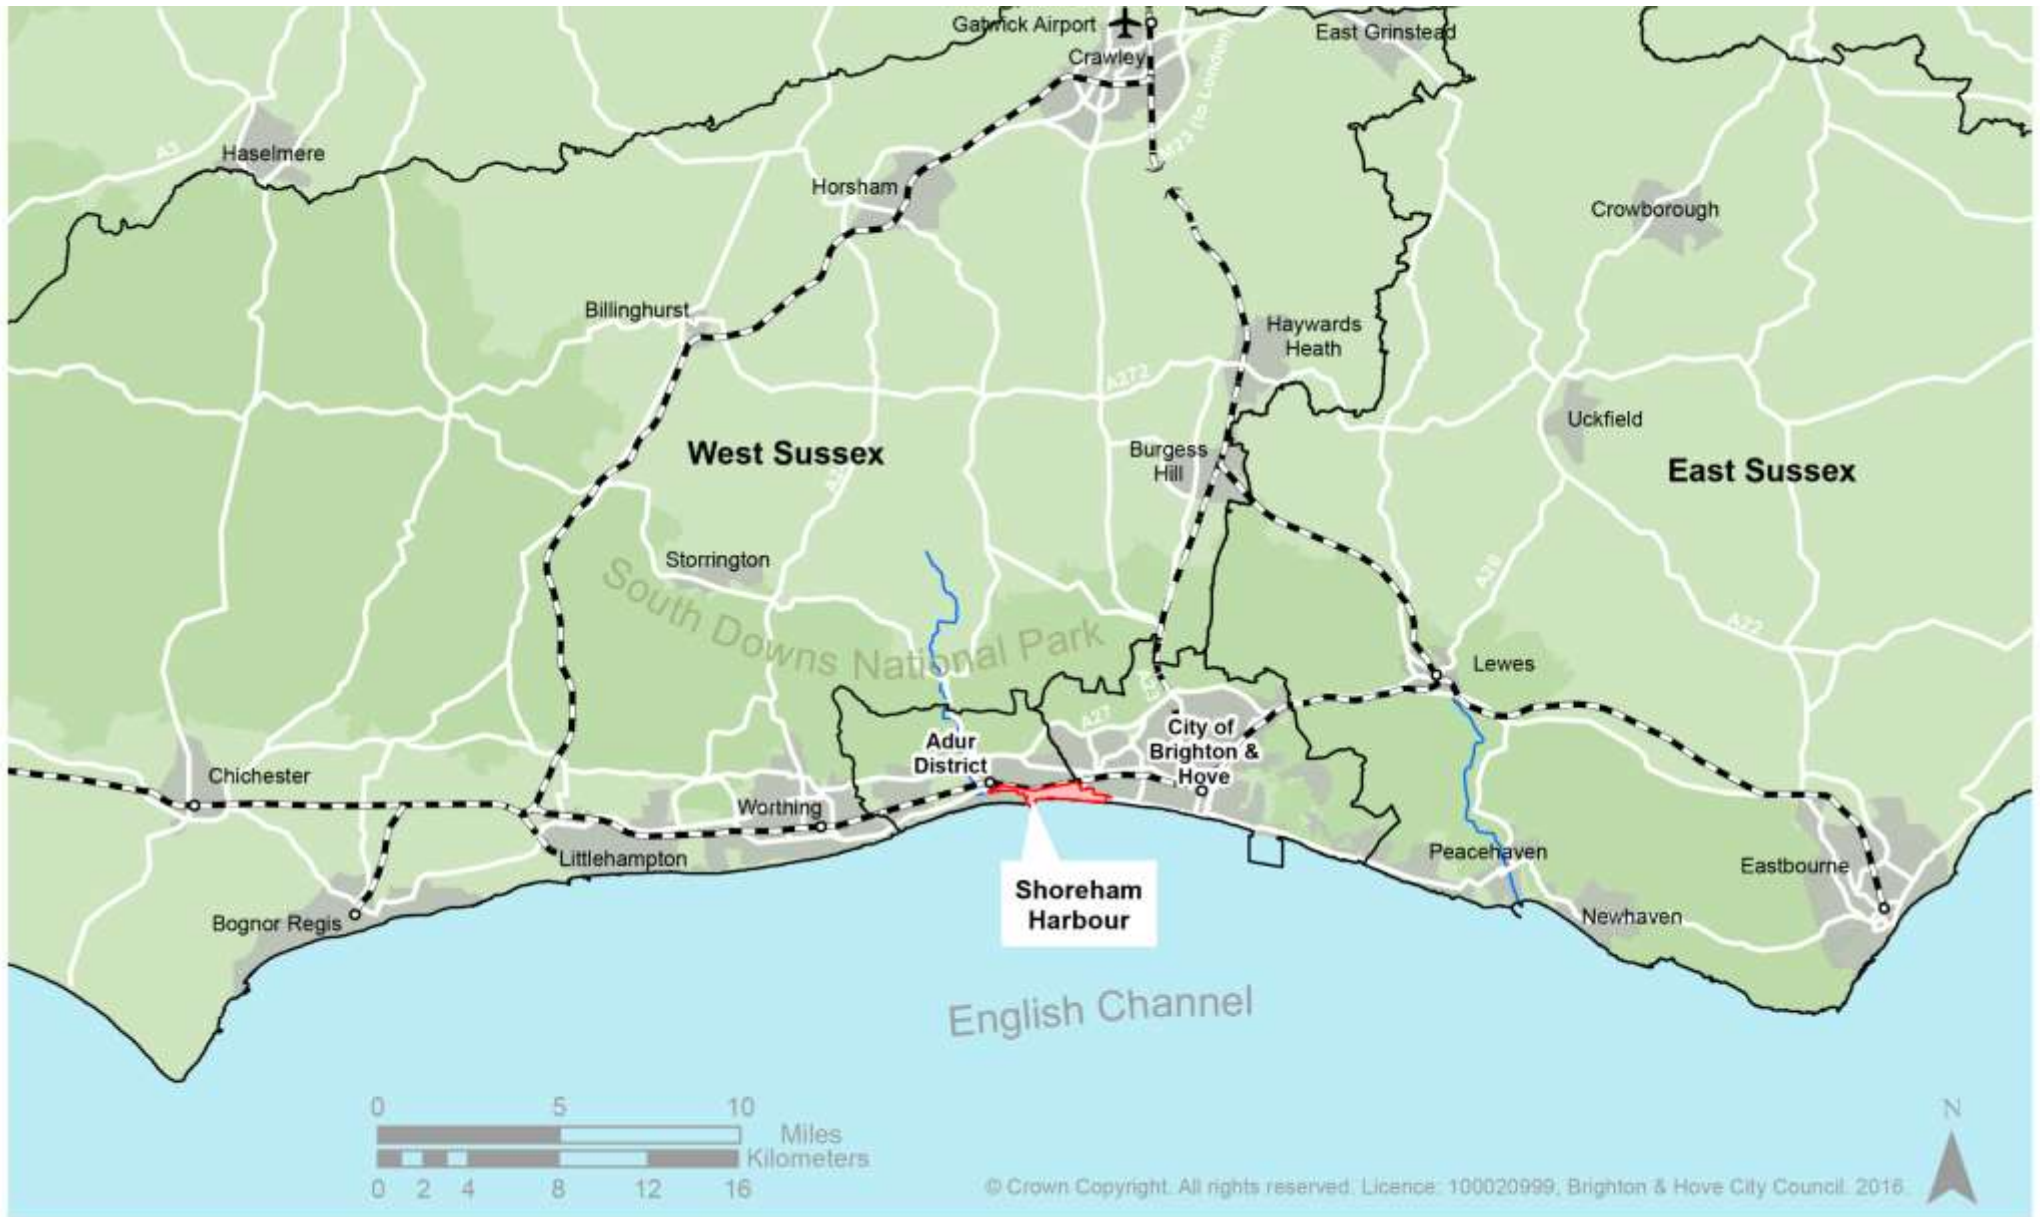 Gatwick Airport
East Grinstead
Crawley
M23 (to London)
A3
Haselmere
Horsham
Crowborough
Billinghurst
Haywards
Heath
A272
Uckfield
West Sussex
Burgess
Hill
East Sussex
Storrington
South Downs National Park
A26
A22
Lewes
A23
A27
City of
Brighton &
Hove
Adur
District
Chichester
Worthing
Littlehampton
Peacehaven
Eastbourne
Bognor Regis
Newhaven
Shoreham
Harbour
English Channel
0 5 10
Miles
Kilometers
0 2 4 8 12 16
N
© Crown Copyright. All rights reserved. Licence: 100020999, Brighton & Hove City Council. 2016.